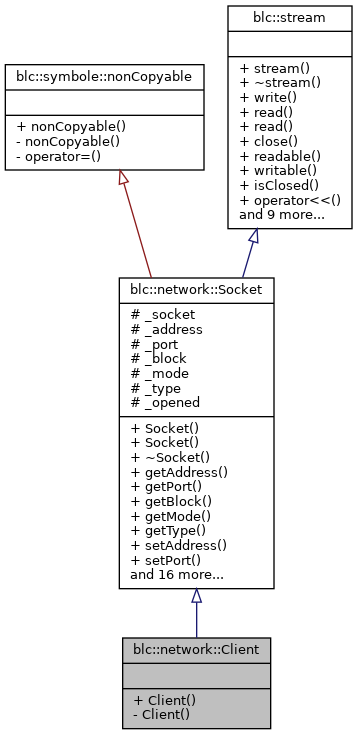 blc::stream
+ stream()
+ ~stream()
+ write()
+ read()
+ read()
+ close()
+ readable()
+ writable()
+ isClosed()
+ operator<<()
and 9 more...
blc::symbole::nonCopyable
+ nonCopyable()
- nonCopyable()
- operator=()
blc::network::Socket
# _socket
# _address
# _port
# _block
# _mode
# _type
# _opened
+ Socket()
+ Socket()
+ ~Socket()
+ getAddress()
+ getPort()
+ getBlock()
+ getMode()
+ getType()
+ setAddress()
+ setPort()
and 16 more...
blc::network::Client
+ Client()
- Client()